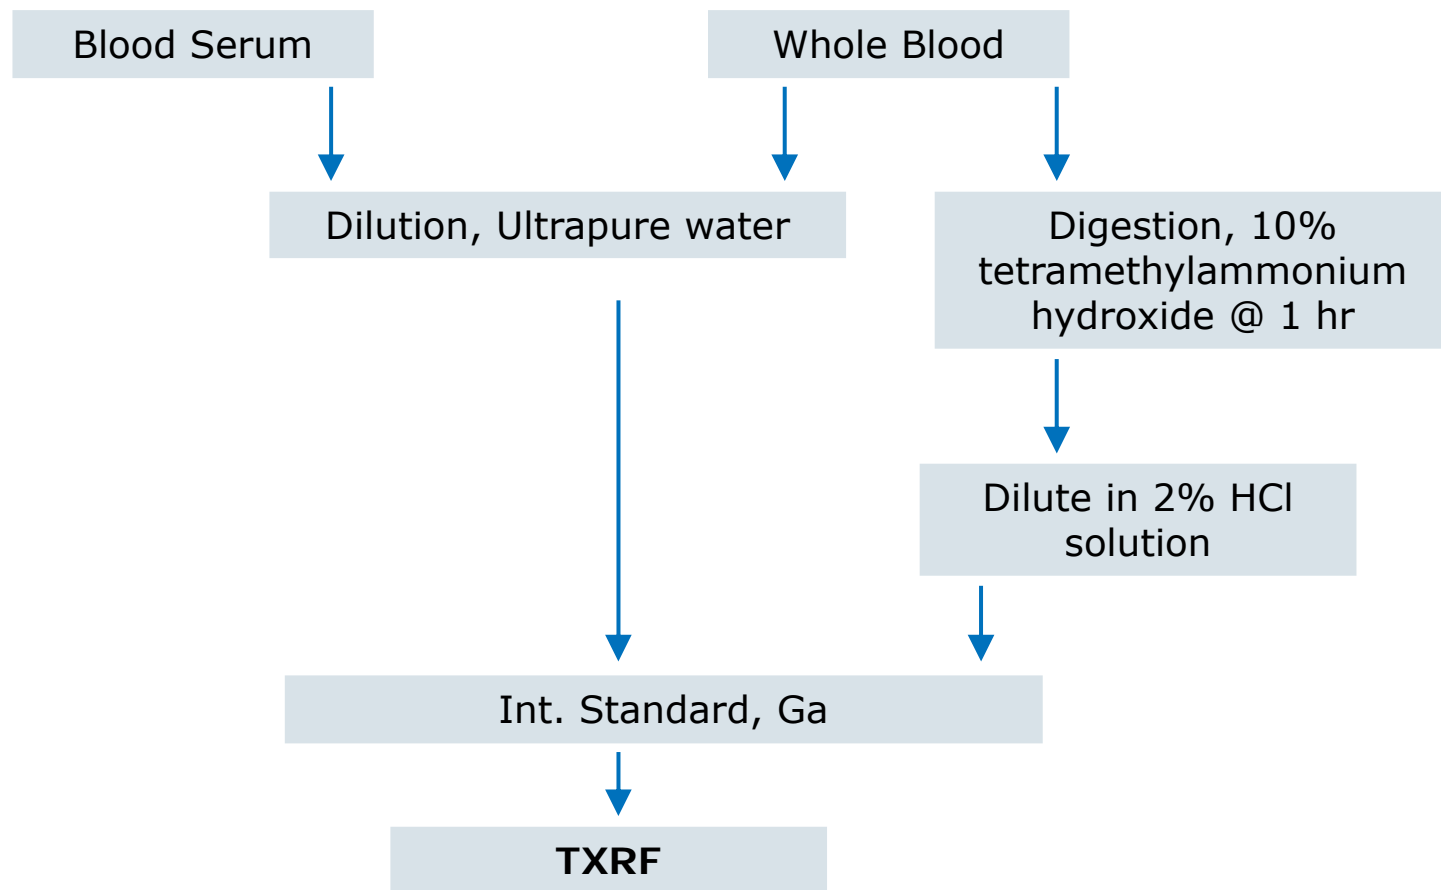 Blood Serum
Whole Blood
Dilution, Ultrapure water
Digestion, 10%
tetramethylammonium
hydroxide @ 1 hr
Dilute in 2% HCl
solution
Int. Standard, Ga
TXRF